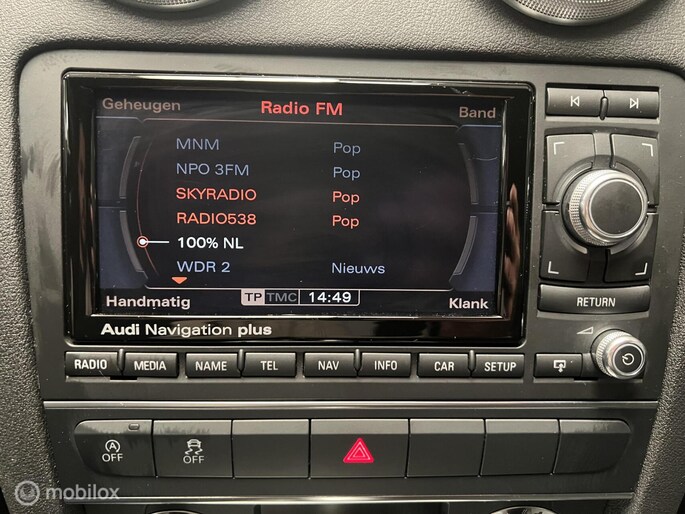 Geheugen Radio FM Band
MNM Pop
NPO 3FM Pop
SKYRADIO Pop
RADIO538 Pop
100% NL
WDR 2 Nieuws
Handmatig TP TMC 14:49 Klank
Audi Navigation plus
RETURN
RADIO MEDIA NAME TEL NAV INFO CAR SETUP
A OFF OFF
mobilox